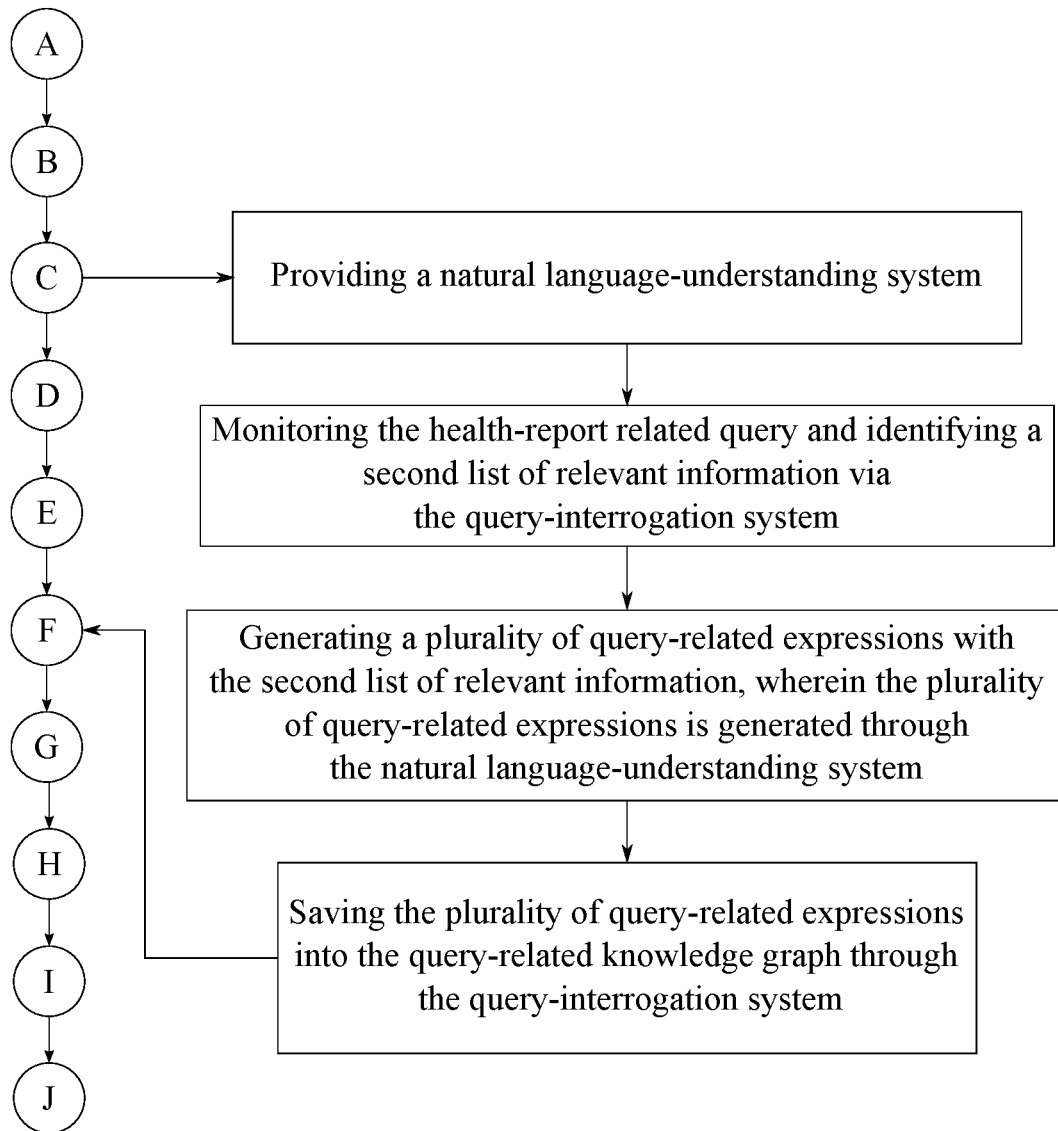 A
B
C
Providing a natural language-understanding system
D
Monitoring the health-report related query and identifying a
second list of relevant information via
the query-interrogation system
E
F
Generating a plurality of query-related expressions with
the second list of relevant information, wherein the plurality
of query-related expressions is generated through
the natural language-understanding system
G
H
Saving the plurality of query-related expressions
into the query-related knowledge graph through
the query-interrogation system
I
J